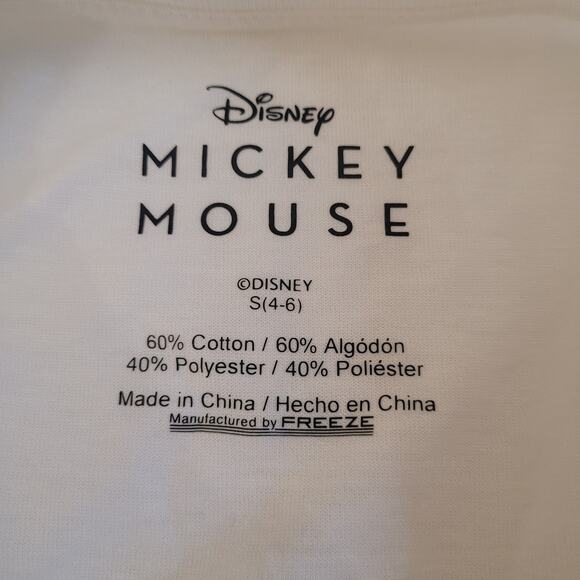 Disney
MICKEY
MOUSE
©DISNEY
S(4-6)
60% Cotton / 60% Algódón
40% Polyester / 40% Poliéster
Made in China / Hecho en China
Manufactured by FREEZE